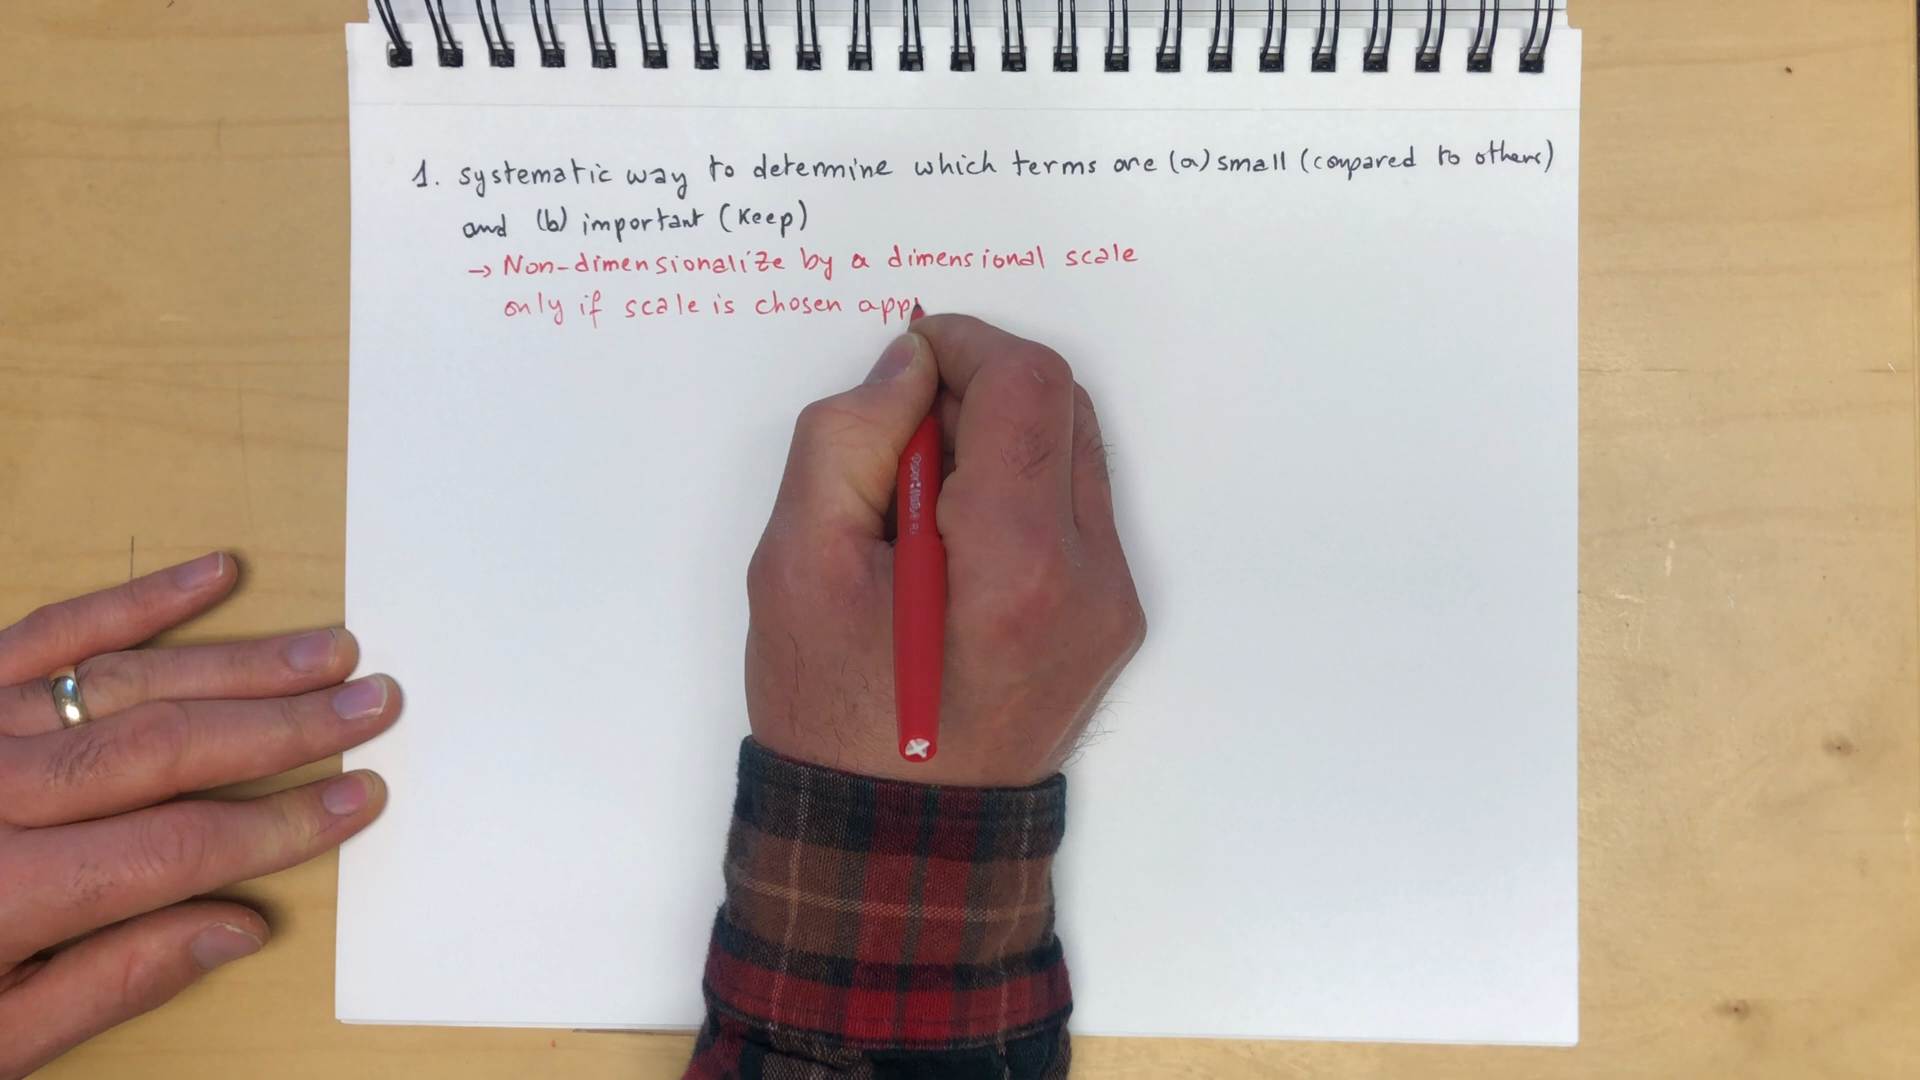 1. systematic way to determine which terms are (a) small (compared to others)
and (b) important (keep)
→ Non-dimensionalize by a dimensional scale
only if scale is chosen app